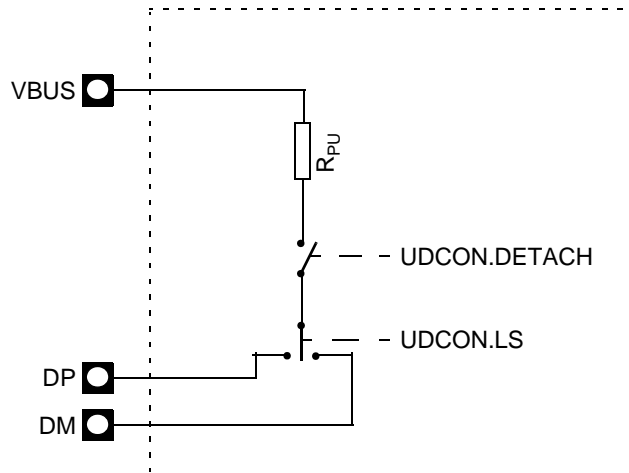 VBUS
RPU
UDCON.DETACH
UDCON.LS
DP
DM